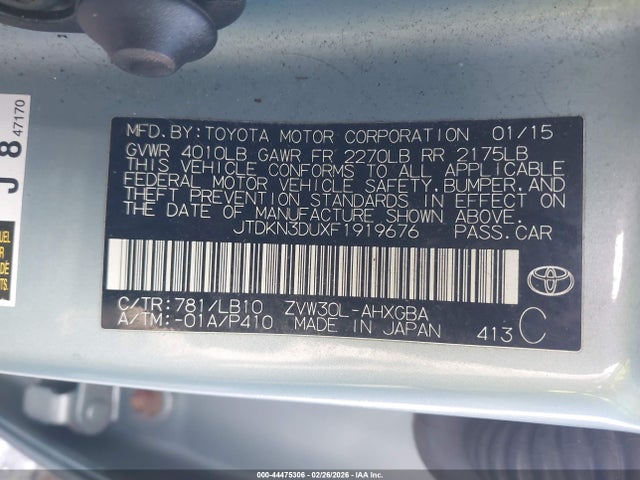 MFD. BY: TOYOTA MOTOR CORPORATION 01/15
GVWR 4010LB GAWR FR 2270LB RR 2175LB
THIS VEHICLE CONFORMS TO ALL APPLICABLE
FEDERAL MOTOR VEHICLE SAFETY, BUMPER, AND
THEFT PREVENTION STANDARDS IN EFFECT ON
THE DATE OF MANUFACTURE SHOWN ABOVE.
JTDKN3DUXF1919676 PASS.CAR
C/TR:781/LB10 ZVW30L-AHXGBA
A/TM:-01A/P410 MADE IN JAPAN 413 C
TOYOTA
J 8 47170
000-44475306 - 02/26/2026 - IAAI.COM